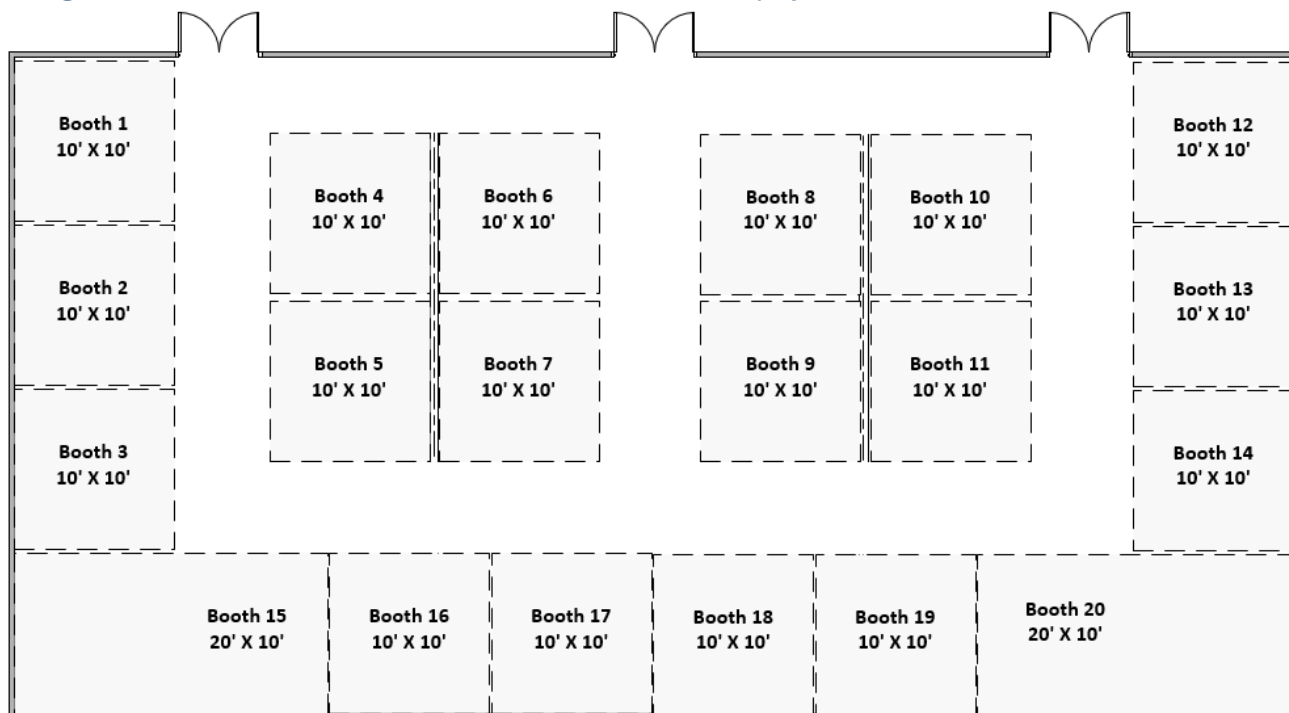 Booth 1
10' X 10'
Booth 2
10' X 10'
Booth 3
10' X 10'
Booth 4
10' X 10'
Booth 5
10' X 10'
Booth 6
10' X 10'
Booth 7
10' X 10'
Booth 8
10' X 10'
Booth 9
10' X 10'
Booth 10
10' X 10'
Booth 11
10' X 10'
Booth 12
10' X 10'
Booth 13
10' X 10'
Booth 14
10' X 10'
Booth 15
20' X 10'
Booth 16
10' X 10'
Booth 17
10' X 10'
Booth 18
10' X 10'
Booth 19
10' X 10'
Booth 20
20' X 10'